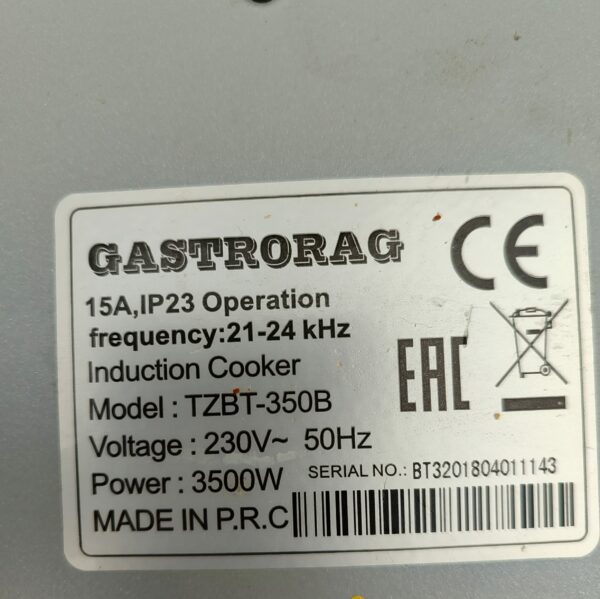 GASTRORAG
CE
15A,IP23 Operation
frequency:21-24 kHz
Induction Cooker
EAC
Model : TZBT-350B
Voltage : 230V~ 50Hz
Power : 3500W
SERIAL NO.: BT3201804011143
MADE IN P.R.C